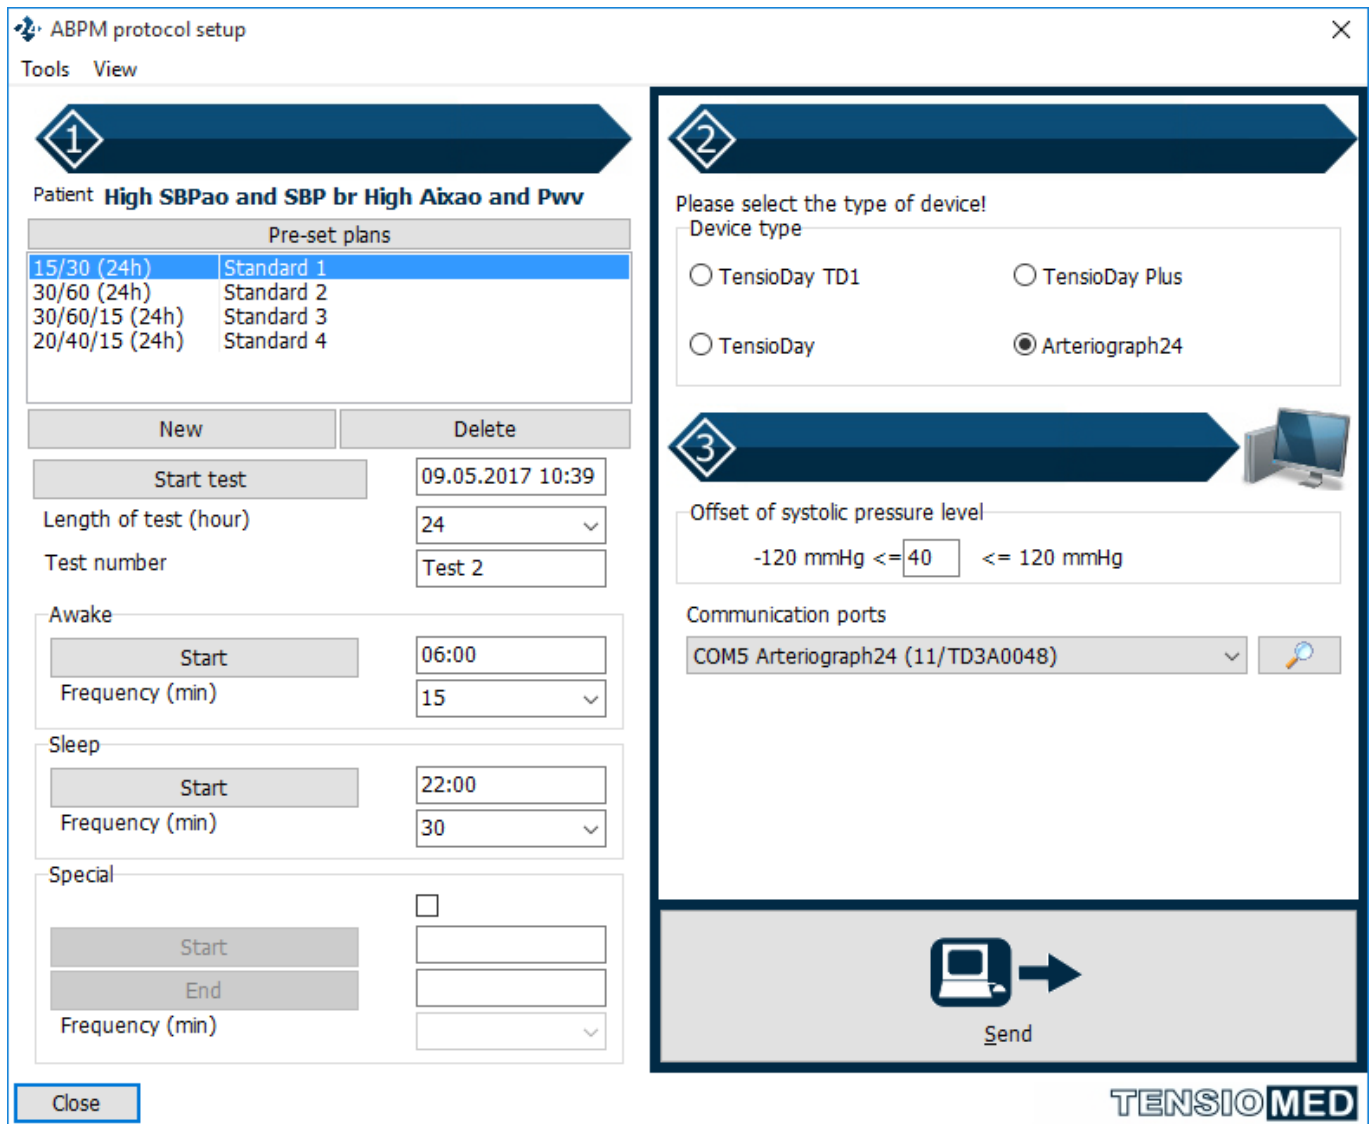 ABPM protocol setup
Tools View
1
Patient High SBPao and SBP br High Aixao and Pwv
Pre-set plans
15/30 (24h) Standard 1
30/60 (24h) Standard 2
30/60/15 (24h) Standard 3
20/40/15 (24h) Standard 4
New Delete
Start test 09.05.2017 10:39
Length of test (hour) 24
Test number Test 2
Awake
Start 06:00
Frequency (min) 15
Sleep
Start 22:00
Frequency (min) 30
Special
Start
End
Frequency (min)
Close
2
Please select the type of device!
Device type
TensioDay TD1 TensioDay Plus
TensioDay Arteriograph24
3
Offset of systolic pressure level
-120 mmHg <= 40 <= 120 mmHg
Communication ports
COM5 Arteriograph24 (11/TD3A0048)
Send
TENSIOMED